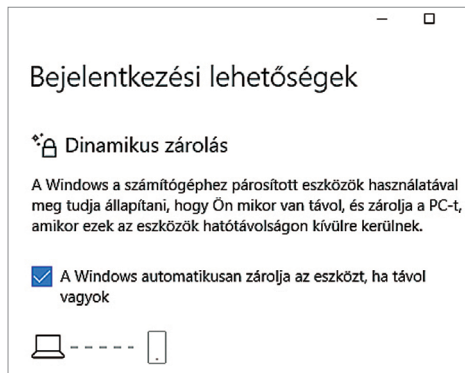 Bejelentkezési lehetőségek
Dinamikus zárolás
A Windows a számítógéphez párosított eszközök használatával
meg tudja állapítani, hogy Ön mikor van távol, és zárolja a PC-t,
amikor ezek az eszközök hatótávolságon kívülre kerülnek.
A Windows automatikusan zárolja az eszközt, ha távol
vagyok